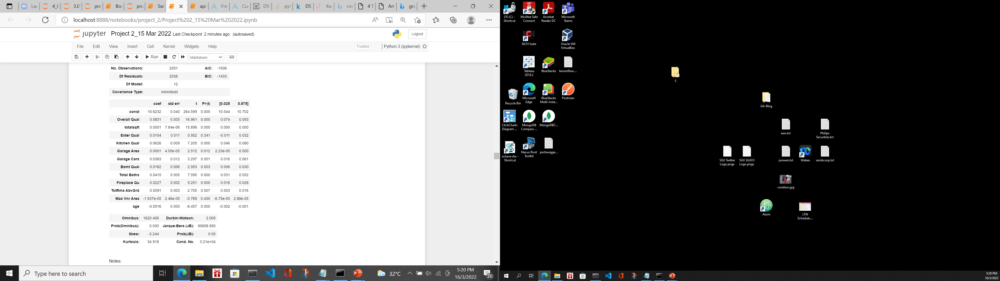 Lau
4_0
3.0
pro
Box
pro
Sar
api
Fre
Cus
DS
pyt
DS
Kw
cvs
4 T
Am
grc
localhost:8888/notebooks/project_2/Project%202_15%20Mar%202022.ipynb
jupyter Project 2_15 Mar 2022 Last Checkpoint: 2 minutes ago (autosaved)
Logout
File Edit View Insert Cell Kernel Widgets Help
Trusted
Python 3 (ipykernel)
Run
Markdown
No. Observations: 2051 AIC: -1506.
Df Residuals: 2038 BIC: -1433.
Df Model: 12
Covariance Type: nonrobust
coef std err t P>|t| [0.025 0.975]
const 10.6232 0.040 264.599 0.000 10.544 10.702
Overall Qual 0.0831 0.005 16.961 0.000 0.074 0.093
totalsqft 0.0001 7.84e-06 15.896 0.000 0.000 0.000
Exter Qual 0.0104 0.011 0.952 0.341 -0.011 0.032
Kitchen Qual 0.0626 0.009 7.205 0.000 0.046 0.080
Garage Area 0.0001 4.05e-05 2.512 0.012 2.23e-05 0.000
Garage Cars 0.0383 0.012 3.297 0.001 0.016 0.061
Bsmt Qual 0.0182 0.006 2.953 0.003 0.006 0.030
Total Baths 0.0415 0.005 7.595 0.000 0.031 0.052
Fireplace Qu 0.0227 0.002 9.251 0.000 0.018 0.028
TotRms AbvGrd 0.0091 0.003 2.705 0.007 0.003 0.016
Mas Vnr Area -1.937e-05 2.46e-05 -0.789 0.430 -6.75e-05 2.88e-05
age -0.0016 0.000 -8.457 0.000 -0.002 -0.001
Omnibus: 1620.406 Durbin-Watson: 2.005
Prob(Omnibus): 0.000 Jarque-Bera (JB): 90658.993
Skew: -3.244 Prob(JB): 0.00
Kurtosis: 34.918 Cond. No. 3.21e+04
Notes:
Type here to search
32°C
5:20 PM
16/3/2022
20
OS (C) -
Shortcut
McAfee Safe
Connect
Acrobat
Reader DC
Microsoft
Teams
NCH Suite
Oracle VM
VirtualBox
Tableau
2018.2
BlueStacks
tensorflow....
Recycle Bin
Microsoft
Edge
BlueStacks
Multi-Insta...
Postman
ClickCharts
Diagram ...
MongoDB
Compass ...
MongoDBC...
octave.vbs -
Shortcut
Nexus Root
Toolkit
portswigge...
S
GA-Blog
aws.txt
Philips
Securities.txt
SGX Twitter
Logo.pngx
SGX SGXV3
Logo.pngx
junwen.txt
Webex
sembcorp.txt
coridoor.jpg
Atom
LTW
Schedule....
5:20 PM
16/3/2022